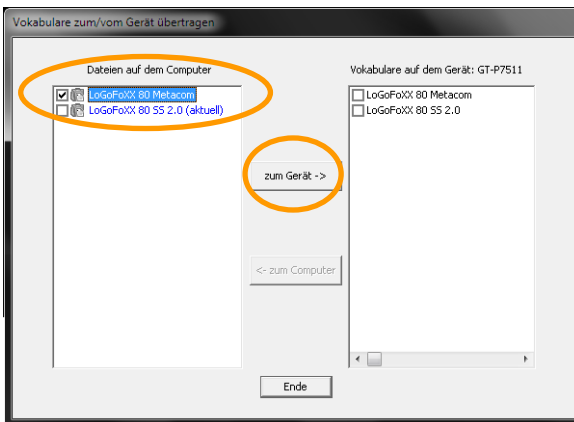 Vokabulare zum/vom Gerät übertragen
Dateien auf dem Computer
LoGoFoXX 80 Metacom
LoGoFoXX 80 SS 2.0 (aktuell)
zum Gerät ->
<- zum Computer
Vokabulare auf dem Gerät: GT-P7511
LoGoFoXX 80 Metacom
LoGoFoXX 80 SS 2.0
Ende